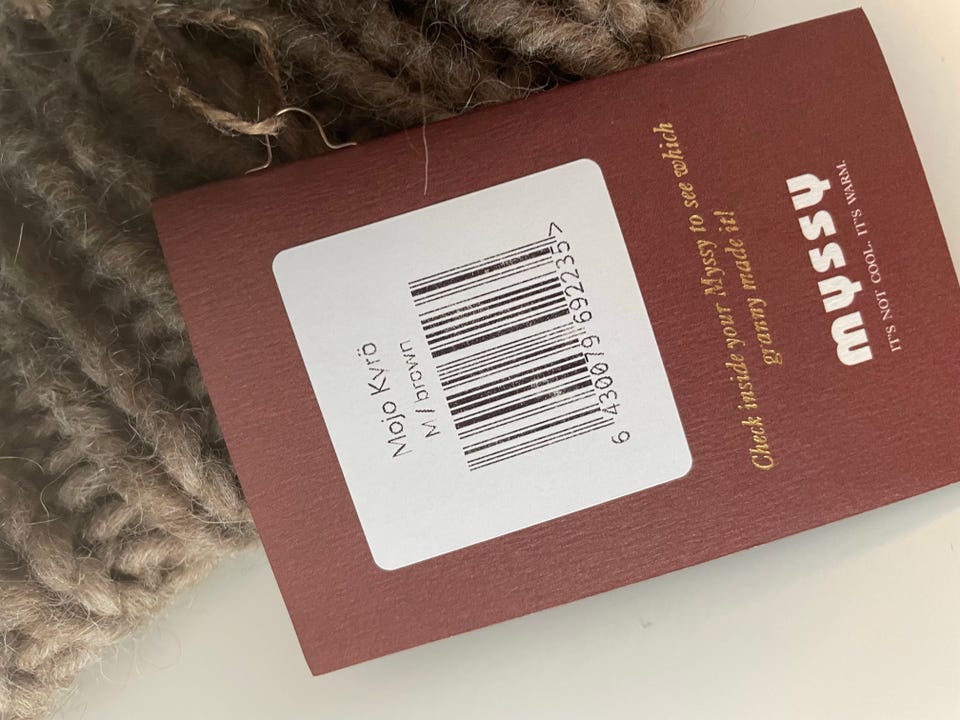 Mojo Kyrö
M / brown
6 430079 692235 >
Check inside your Myssy to see which
granny made it!
myssy
IT'S NOT COOL. IT'S WARM.